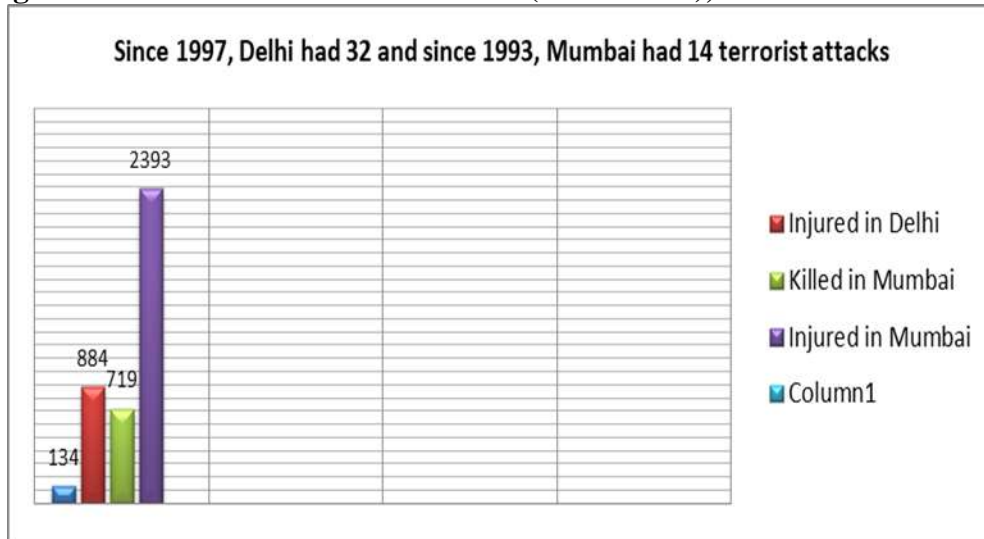 Since 1997, Delhi had 32 and since 1993, Mumbai had 14 terrorist attacks
2393
884
719
134
Injured in Delhi
Killed in Mumbai
Injured in Mumbai
Column1